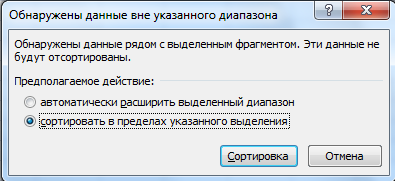 Обнаружены данные вне указанного диапазона
Обнаружены данные рядом с выделенным фрагментом. Эти данные не
будут отсортированы.
Предполагаемое действие:
автоматически расширить выделенный диапазон
сортировать в пределах указанного выделения
Сортировка Отмена